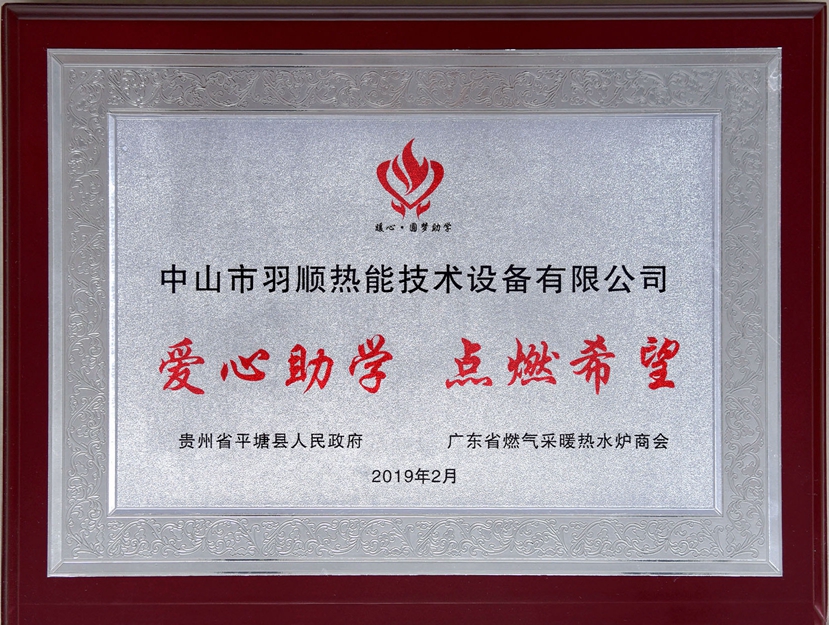 暖心·圆梦助学
中山市羽顺热能技术设备有限公司
爱心助学 点燃希望
贵州省平塘县人民政府 广东省燃气采暖热水炉商会
2019年2月